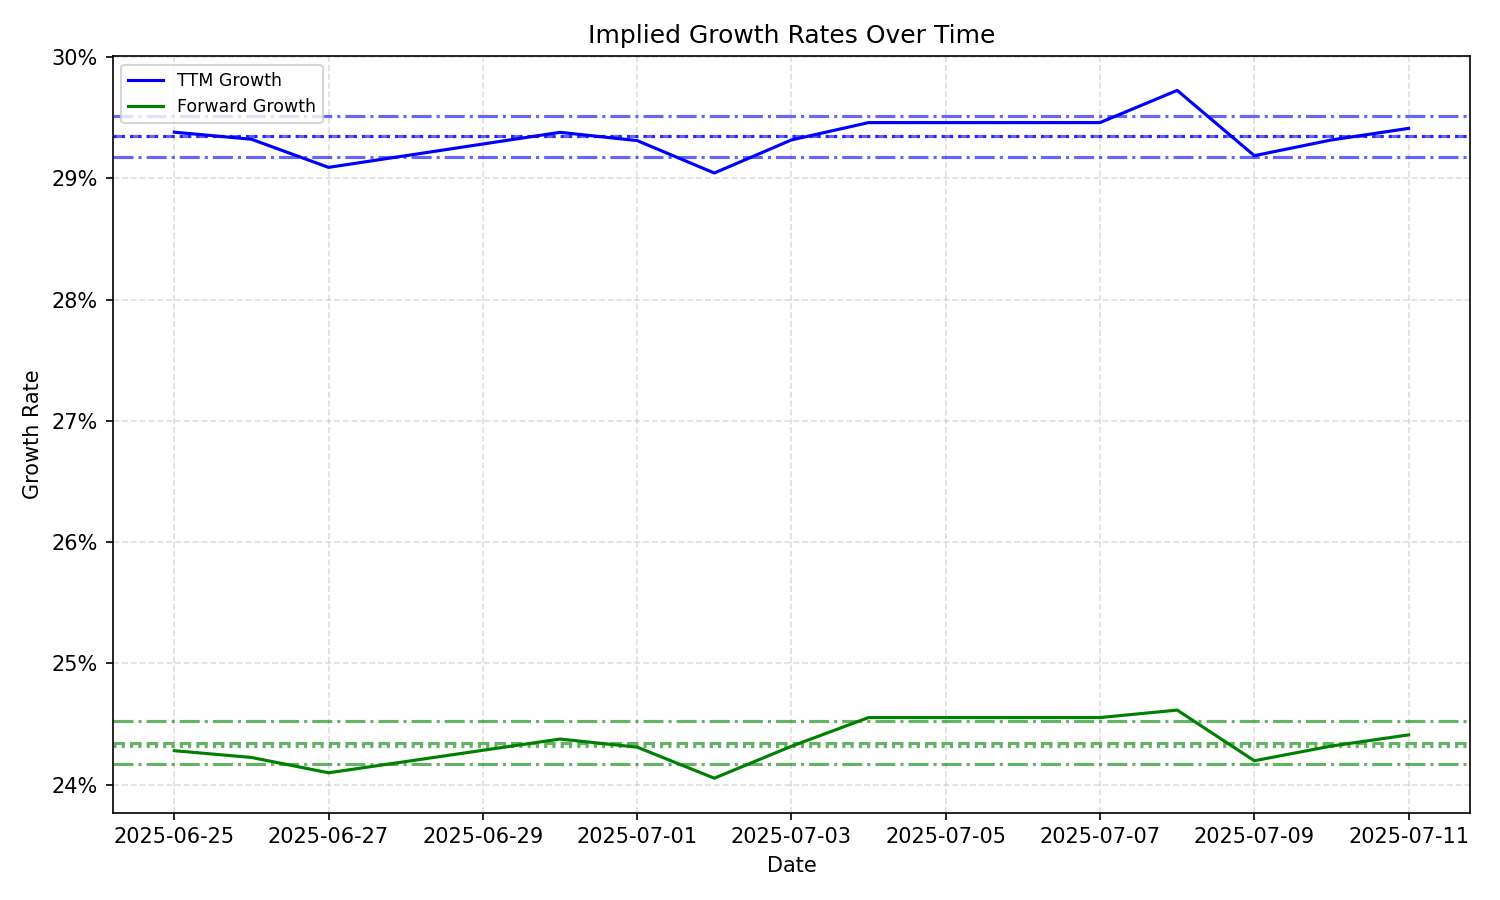 Implied Growth Rates Over Time
TTM Growth
Forward Growth
30%
29%
28%
27%
26%
25%
24%
Growth Rate
2025-06-25 2025-06-27 2025-06-29 2025-07-01 2025-07-03 2025-07-05 2025-07-07 2025-07-09 2025-07-11
Date